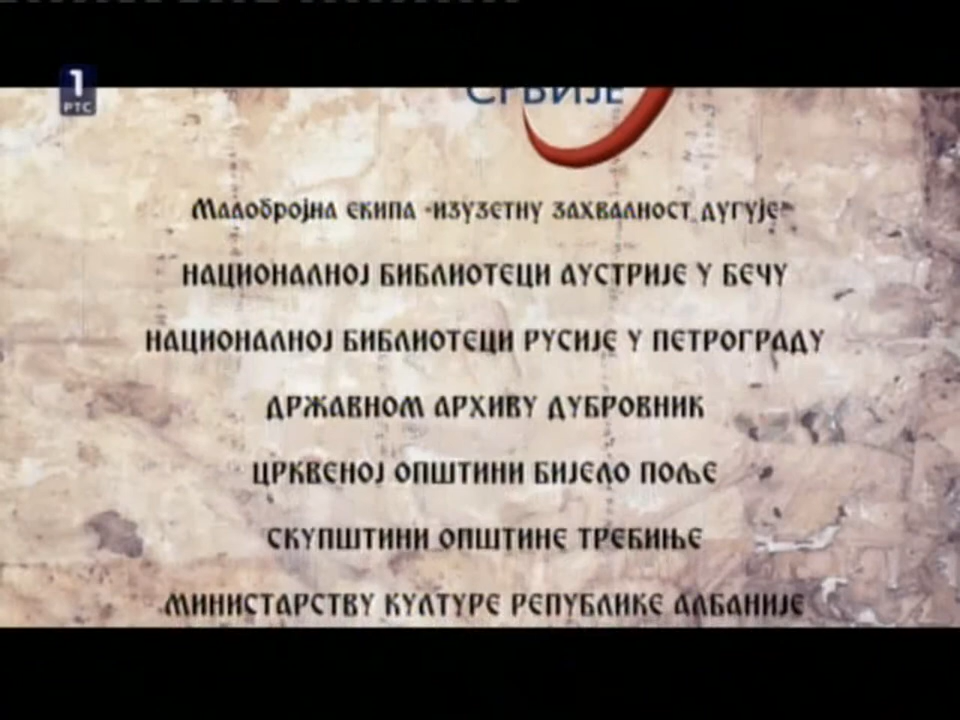 1
РТС
СРБИЈЕ
Малобројна екипа -изузетну захвалност дугује-
НАЦИОНАЛНОЈ БИБЛИОТЕЦИ АУСТРИЈЕ У БЕЧУ
НАЦИОНАЛНОЈ БИБЛИОТЕЦИ РУСИЈЕ У ПЕТРОГРАДУ
ДРЖАВНОМ АРХИВУ ДУБРОВНИК
ЦРКВЕНОЈ ОПШТИНИ БИЈЕЛО ПОЉЕ
СКУПШТИНИ ОПШТИНЕ ТРЕБИЊЕ
МИНИСТАРСТВУ КУЛТУРЕ РЕПУБЛИКЕ АЛБАНИЈЕ